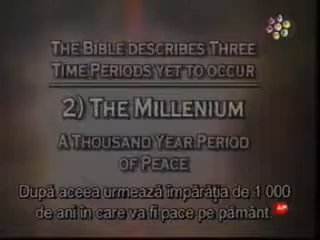 THE BIBLE DESCRIBES THREE
TIME PERIODS YET TO OCCUR
2) THE MILLENIUM
A THOUSAND YEAR PERIOD
OF PEACE
După aceea urmează împărăţia de 1 000
de ani în care va fi pace pe pământ.